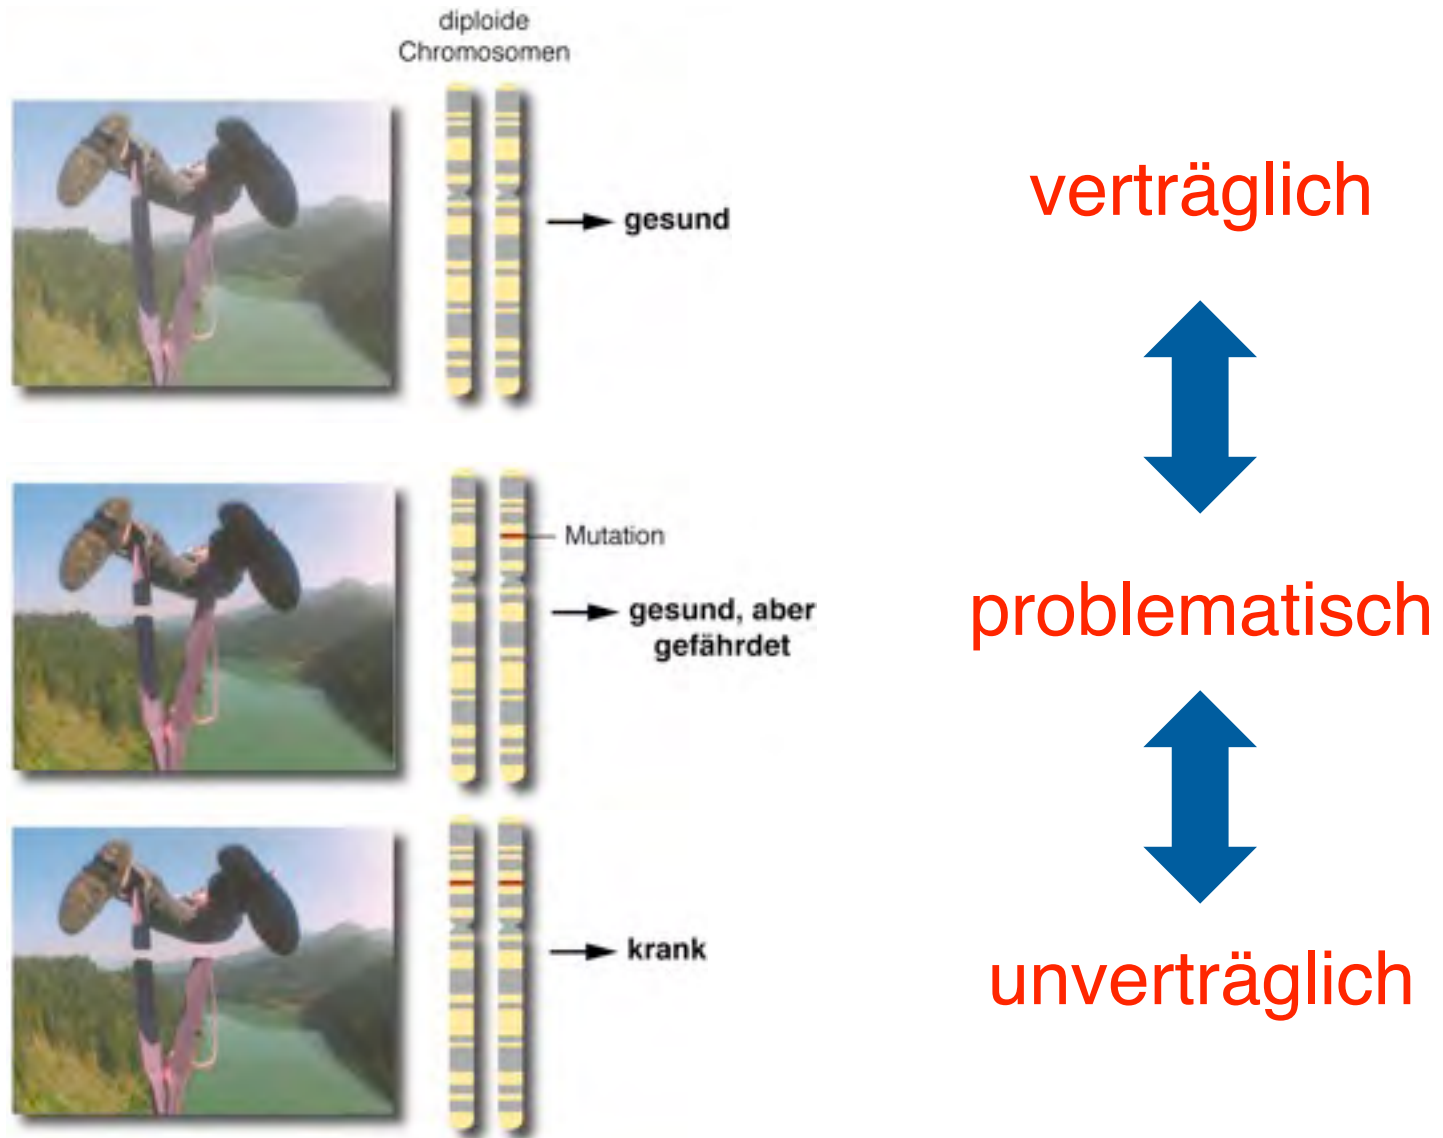 diploide
Chromosomen
gesund
verträglich
Mutation
gesund, aber
gefährdet
problematisch
krank
unverträglich